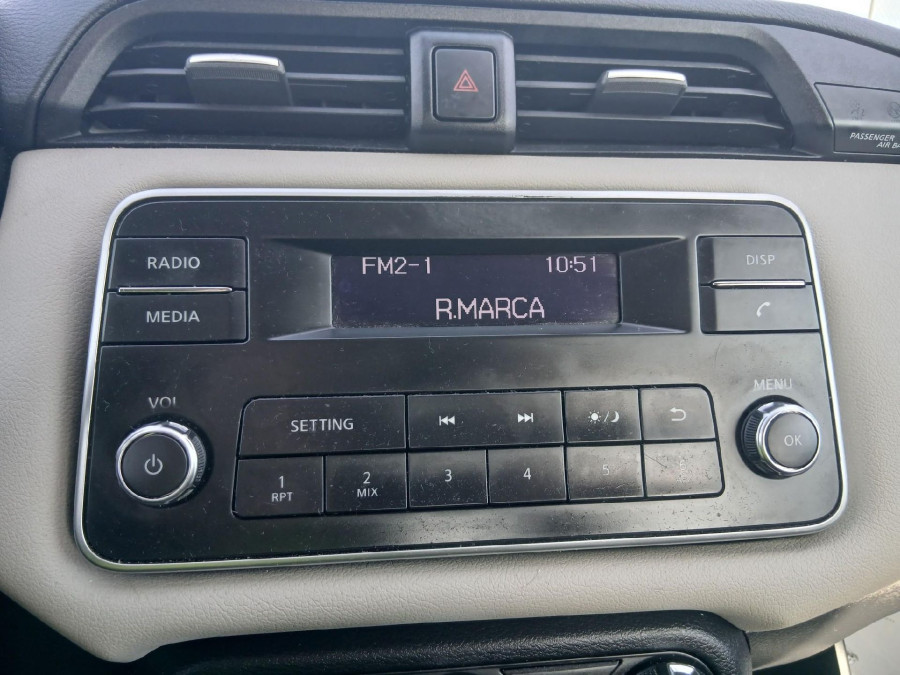 PASSENGER
AIR BA
RADIO
FM2-1 10:51
DISP
R.MARCA
MEDIA
VOL
MENU
SETTING
OK
1 2 3 4 5 6
RPT MIX